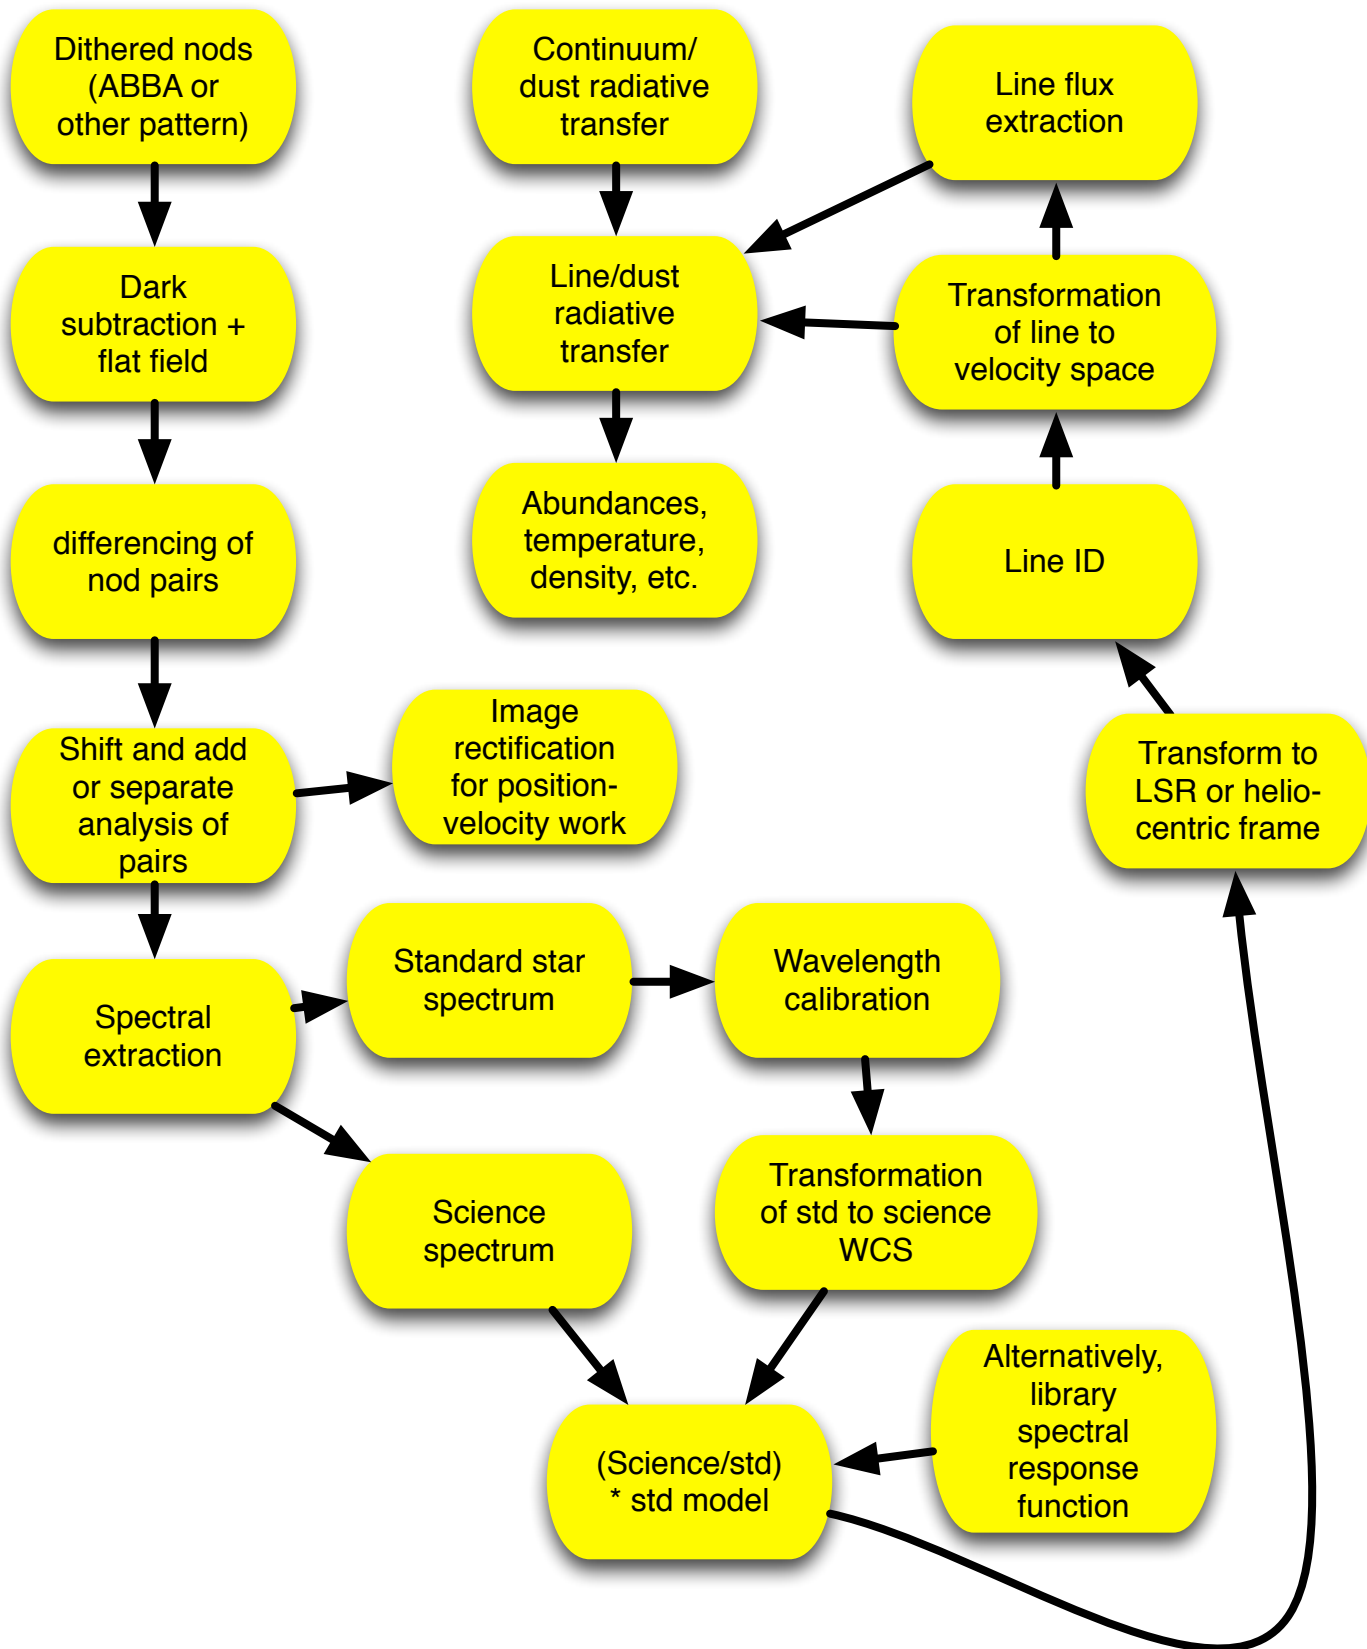 Dithered nods
(ABBA or
other pattern)
Continuum/
dust radiative
transfer
Line flux
extraction
Dark
subtraction +
flat field
Line/dust
radiative
transfer
Transformation
of line to
velocity space
differencing of
nod pairs
Abundances,
temperature,
density, etc.
Line ID
Shift and add
or separate
analysis of
pairs
Image
rectification
for position-
velocity work
Transform to
LSR or helio-
centric frame
Spectral
extraction
Standard star
spectrum
Wavelength
calibration
Science
spectrum
Transformation
of std to science
WCS
(Science/std)
* std model
Alternatively,
library
spectral
response
function